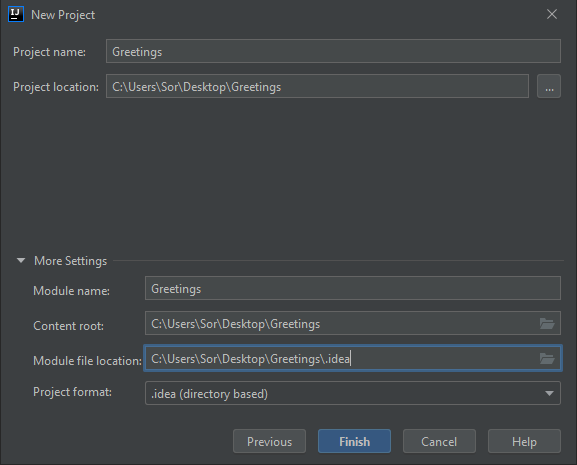 IJ New Project
Project name: Greetings
Project location: C:\Users\Sor\Desktop\Greetings ...
More Settings
Module name: Greetings
Content root: C:\Users\Sor\Desktop\Greetings
Module file location: C:\Users\Sor\Desktop\Greetings\.idea
Project format: .idea (directory based)
Previous Finish Cancel Help